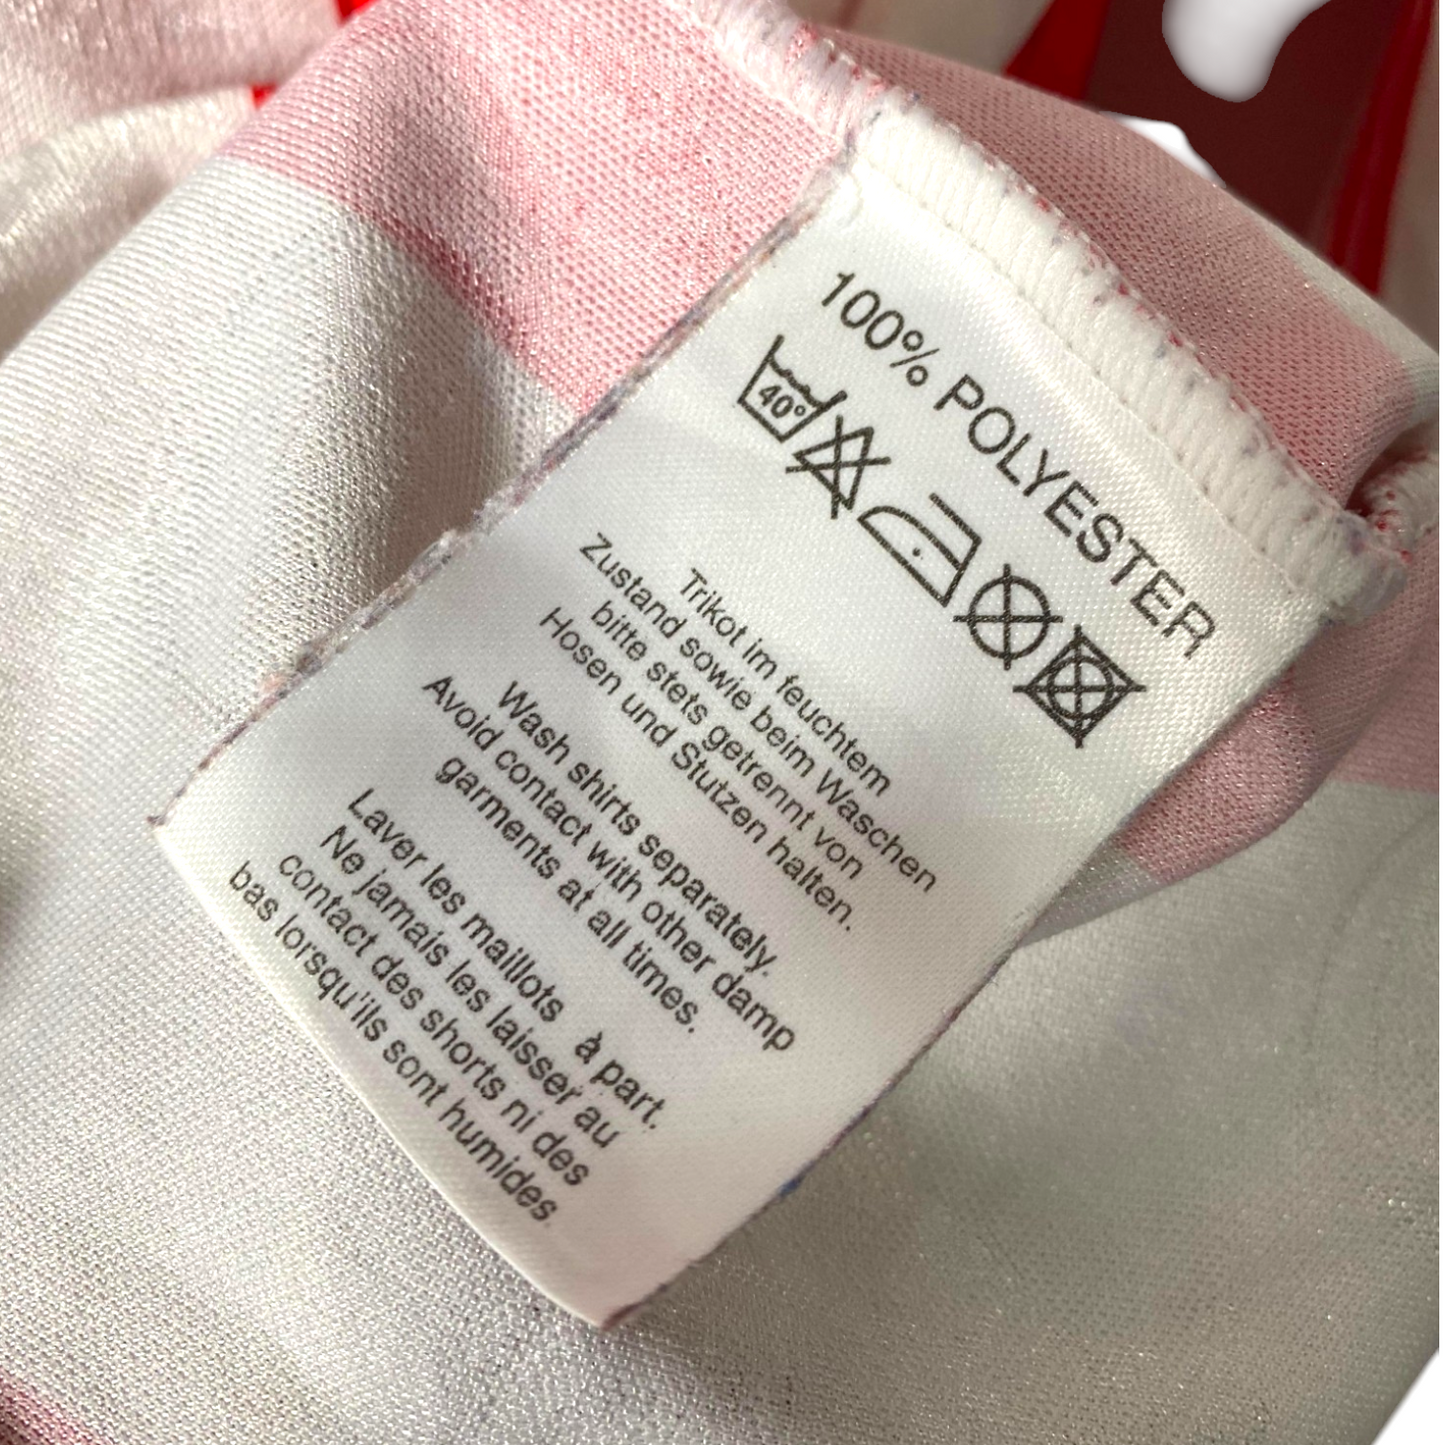 100% POLYESTER
40°
Trikot im feuchtem
Zustand sowie beim Waschen
bitte stets getrennt von
Hosen und Stutzen halten.
Wash shirts separately.
Avoid contact with other damp
garments at all times.
Laver les maillots à part.
Ne jamais les laisser au
contact des shorts ni des
bas lorsqu'ils sont humides.